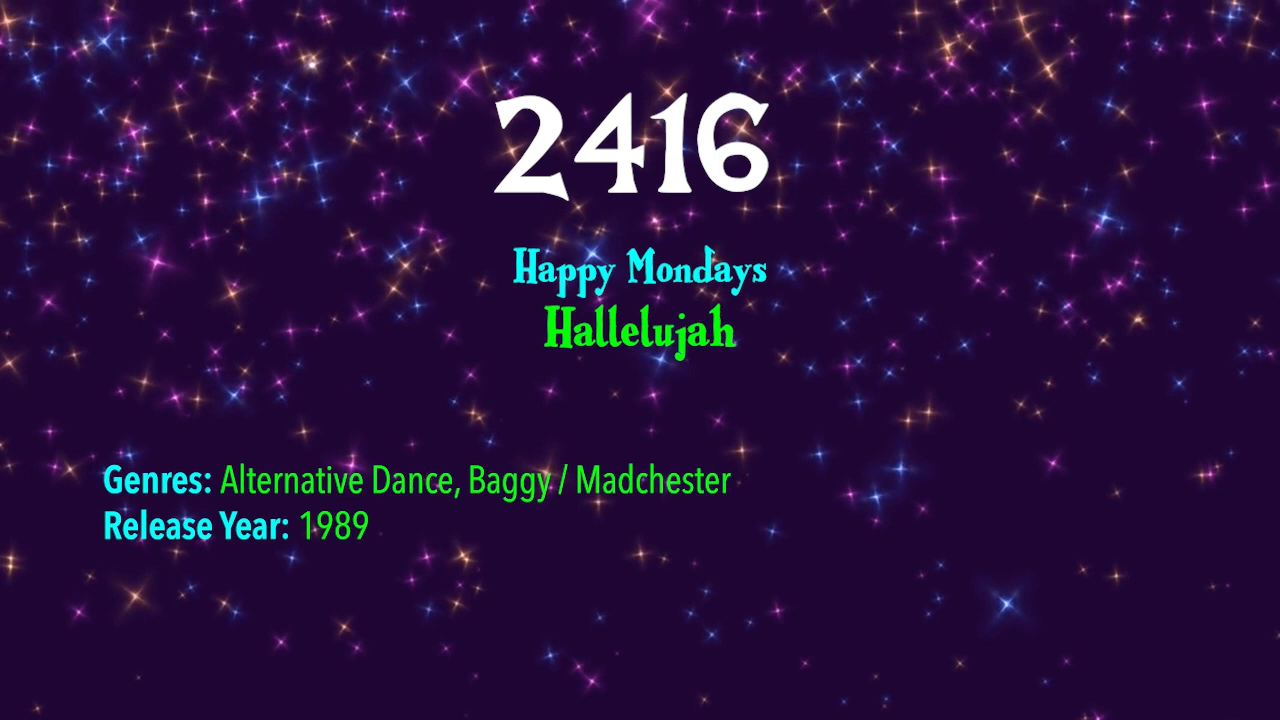 2416
Happy Mondays
Hallelujah
Genres: Alternative Dance, Baggy / Madchester
Release Year: 1989